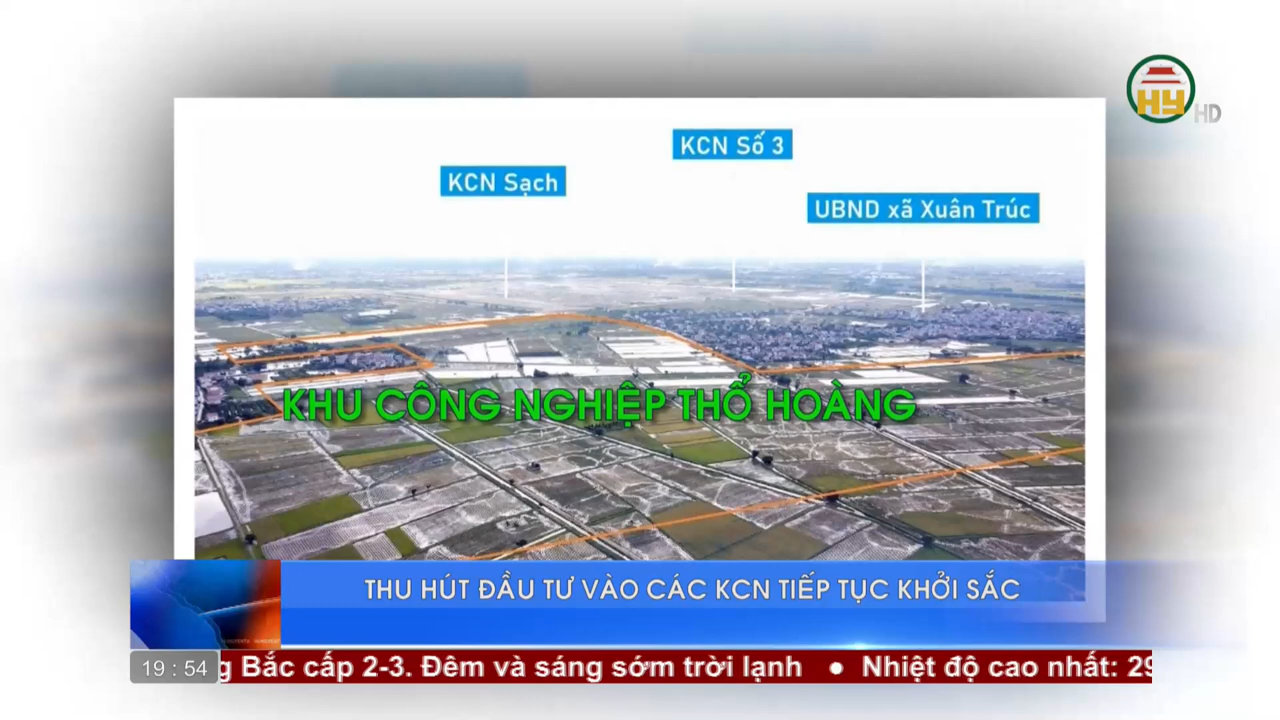 HY HD
KCN Số 3
KCN Sạch
UBND xã Xuân Trúc
KHU CÔNG NGHIỆP THỔ HOÀNG
THU HÚT ĐẦU TƯ VÀO CÁC KCN TIẾP TỤC KHỞI SẮC
19 : 54
g Bắc cấp 2-3. Đêm và sáng sớm trời lạnh ● Nhiệt độ cao nhất: 29